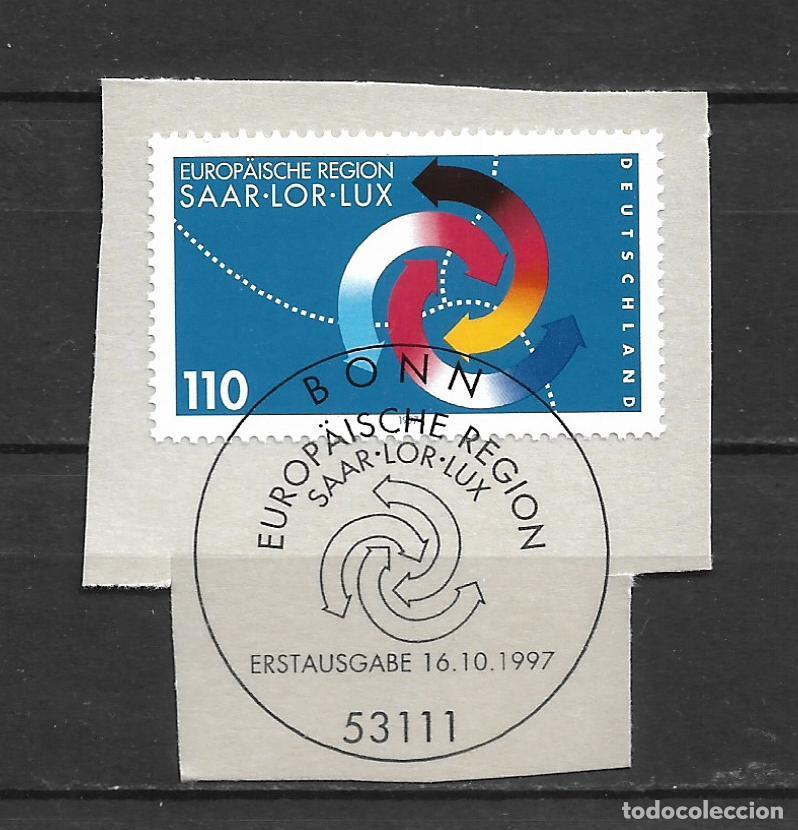 EUROPÄISCHE REGION
SAAR·LOR·LUX
DEUTSCHLAND
110
1997
BONN
EUROPÄISCHE REGION
SAAR·LOR·LUX
ERSTAUSGABE 16.10.1997
53111
todocoleccion